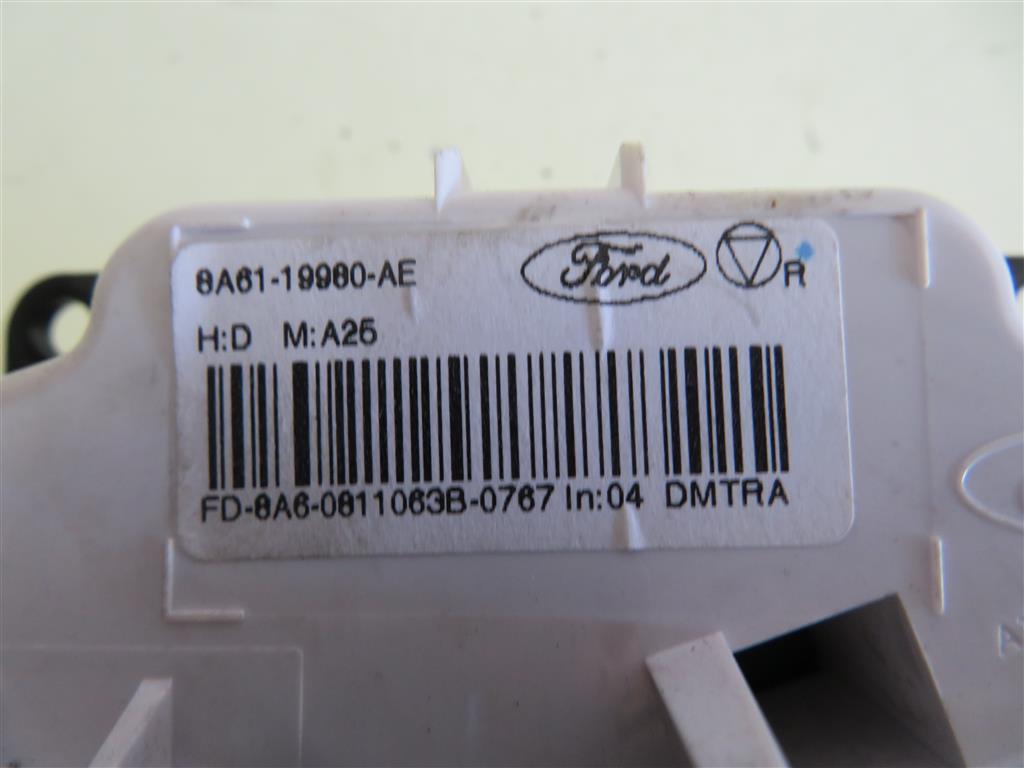 8A61-19980-AE
Ford
R
H:D M:A25
FD-8A6-0811063B-0767 In:04 DMTRA